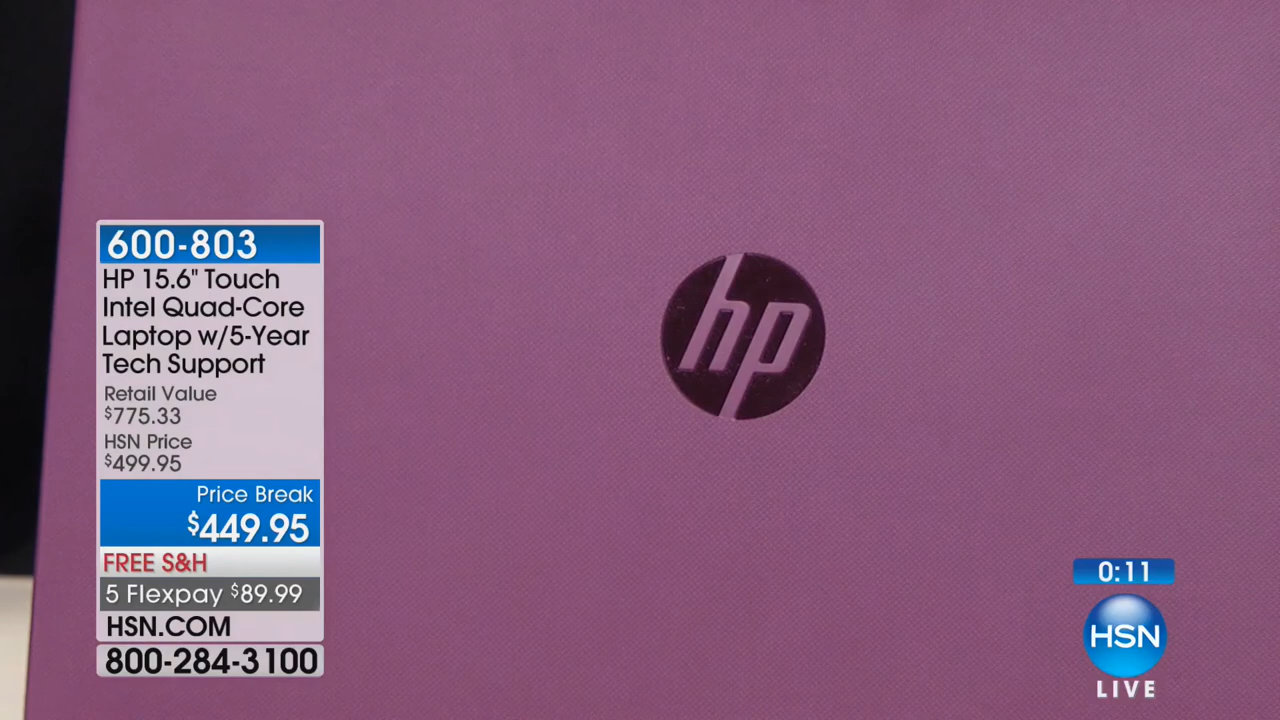 600-803
HP 15.6" Touch
Intel Quad-Core
Laptop w/5-Year
Tech Support
Retail Value
$775.33
HSN Price
$499.95
Price Break
$449.95
FREE S&H
5 Flexpay $89.99
HSN.COM
800-284-3100
hp
0:11
HSN
LIVE